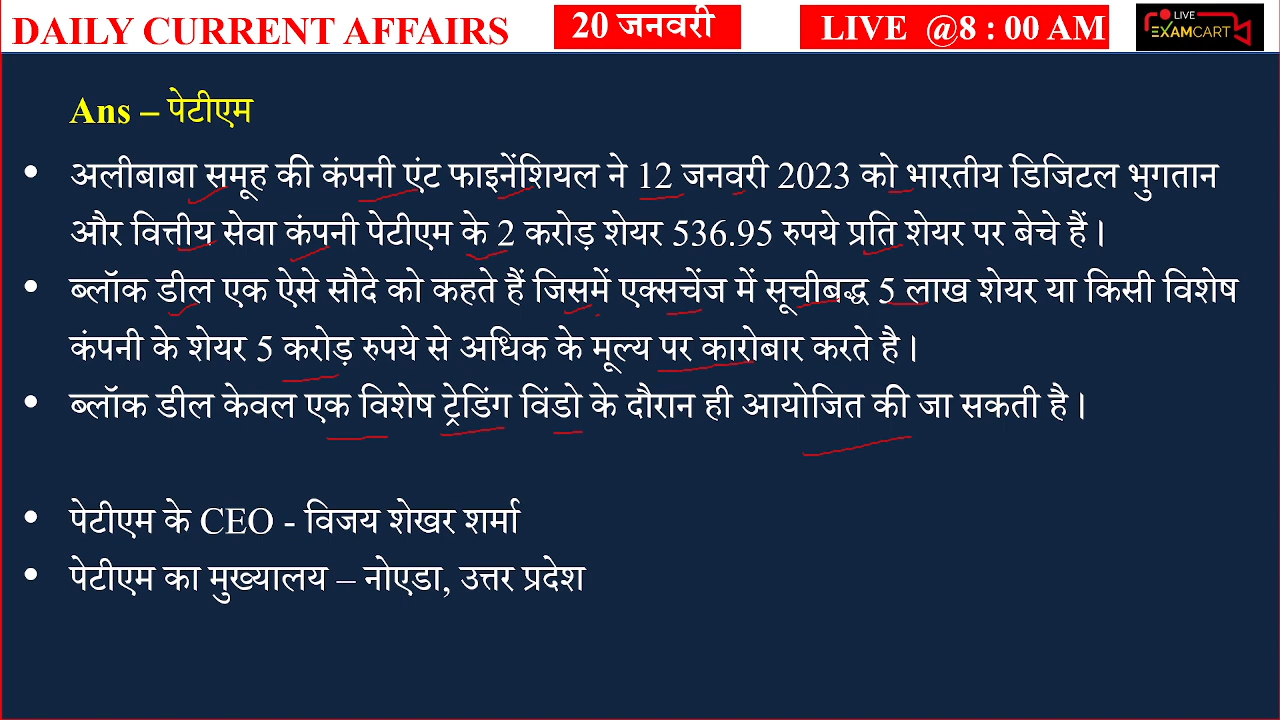 DAILY CURRENT AFFAIRS
20 जनवरी
LIVE @8 : 00 AM
LIVE
EXAMCART
Ans – पेटीएम
• अलीबाबा समूह की कंपनी एंट फाइनेंशियल ने 12 जनवरी 2023 को भारतीय डिजिटल भुगतान
और वित्तीय सेवा कंपनी पेटीएम के 2 करोड़ शेयर 536.95 रुपये प्रति शेयर पर बेचे हैं।
• ब्लॉक डील एक ऐसे सौदे को कहते हैं जिसमें एक्सचेंज में सूचीबद्ध 5 लाख शेयर या किसी विशेष
कंपनी के शेयर 5 करोड़ रुपये से अधिक के मूल्य पर कारोबार करते है।
• ब्लॉक डील केवल एक विशेष ट्रेडिंग विंडो के दौरान ही आयोजित की जा सकती है।
• पेटीएम के CEO - विजय शेखर शर्मा
• पेटीएम का मुख्यालय – नोएडा, उत्तर प्रदेश